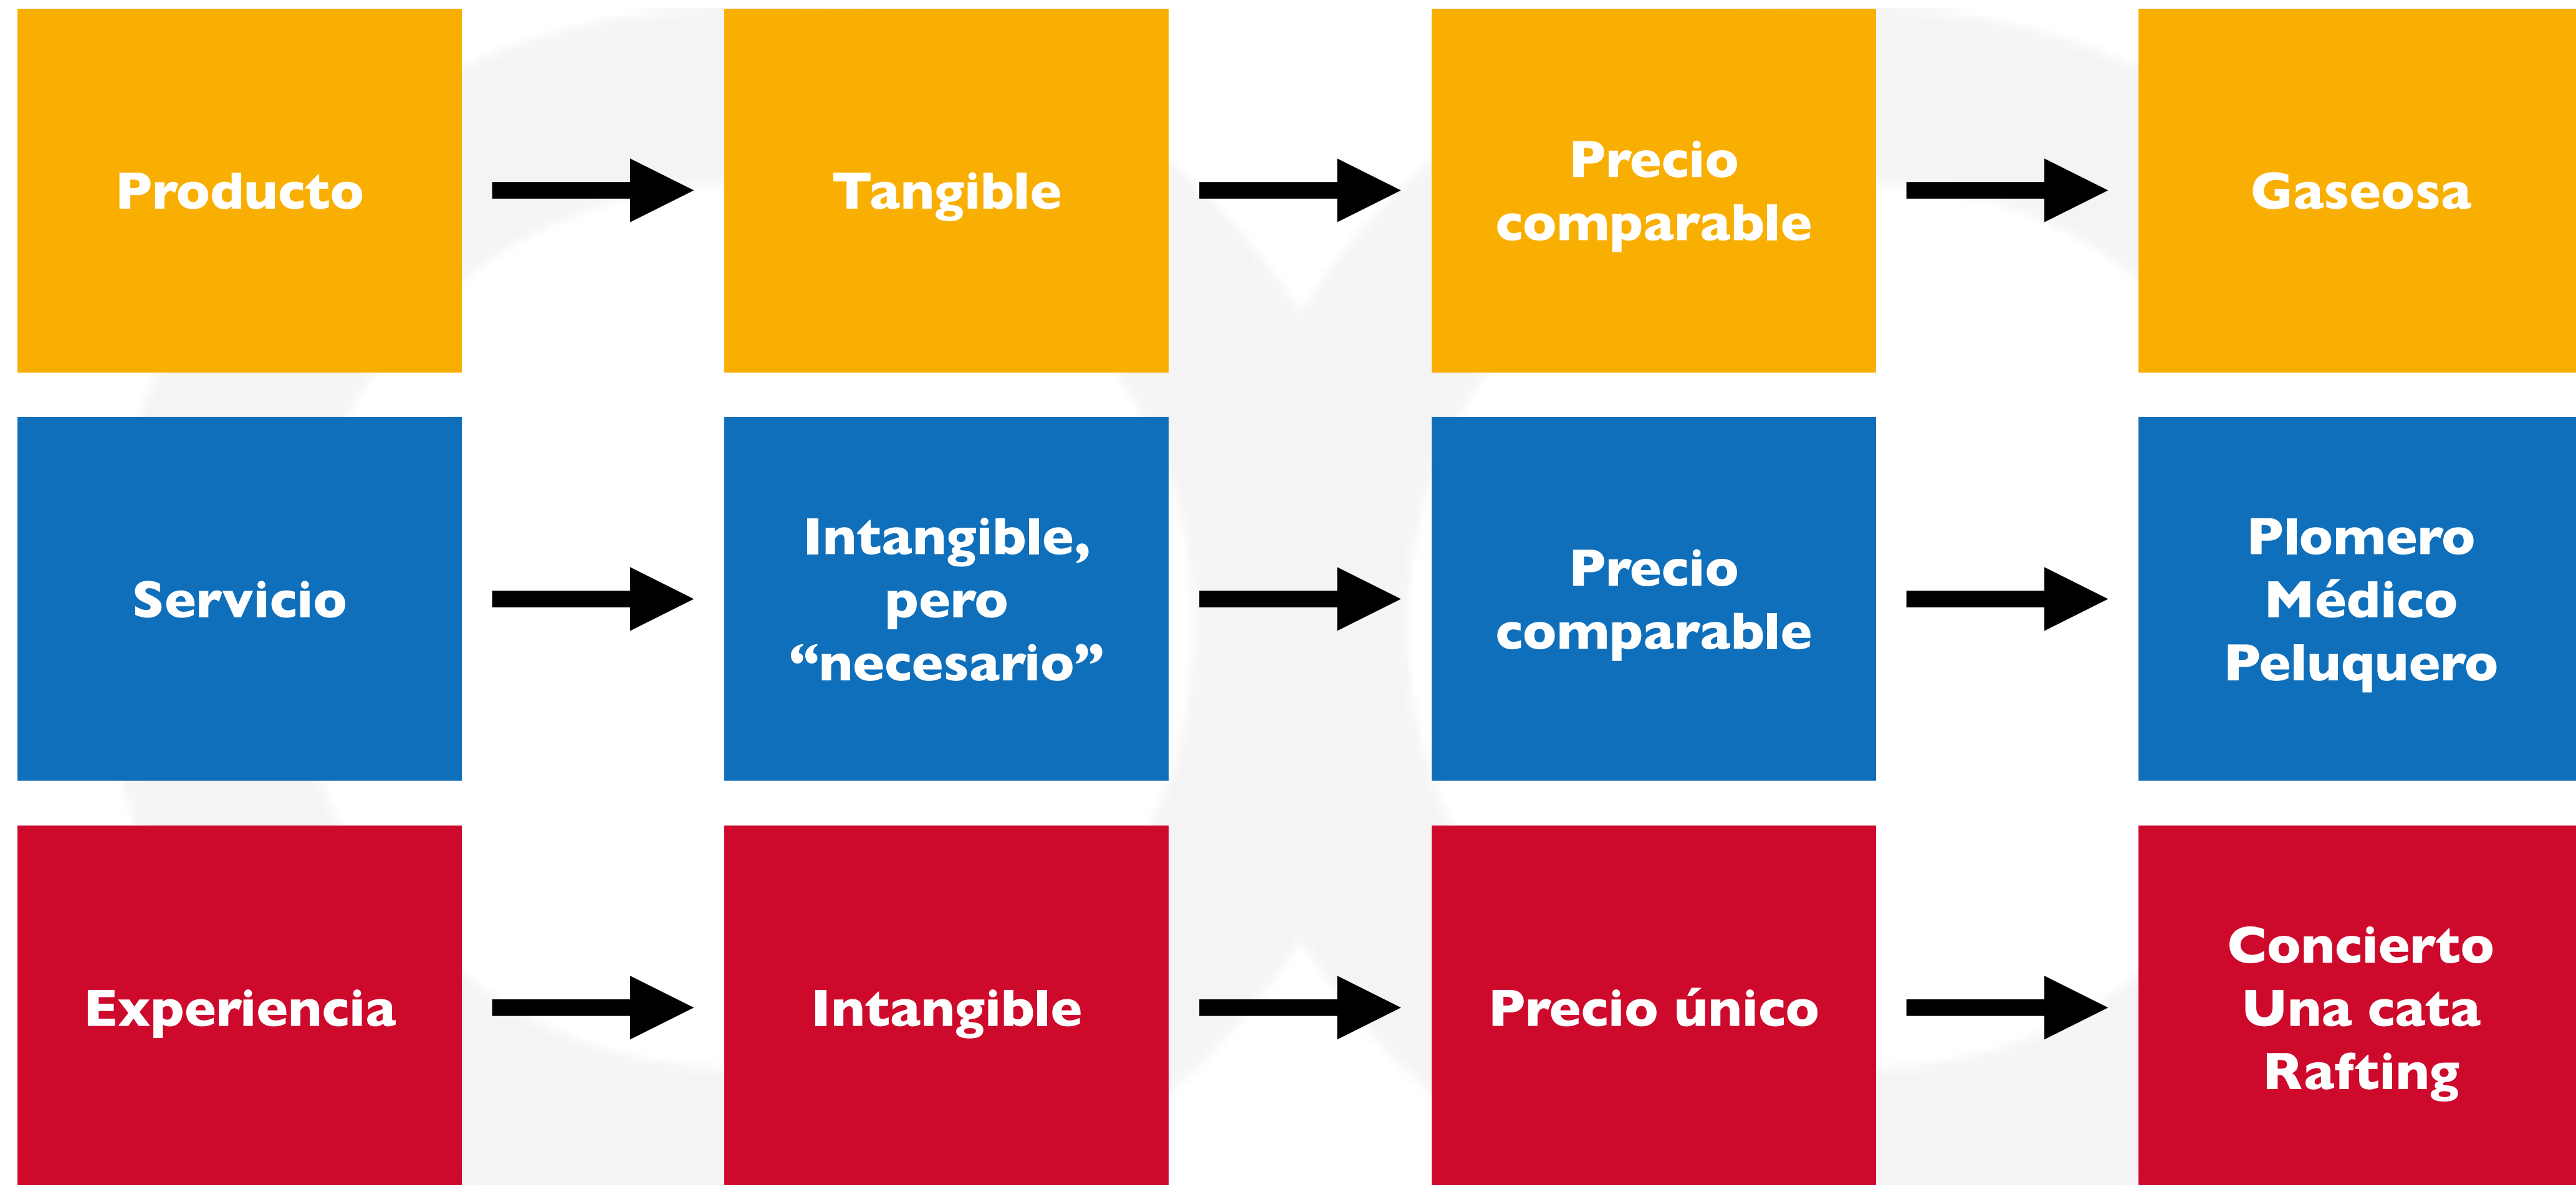 Producto
Tangible
Precio
comparable
Gaseosa
Servicio
Intangible,
pero
“necesario”
Precio
comparable
Plomero
Médico
Peluquero
Experiencia
Intangible
Precio único
Concierto
Una cata
Rafting